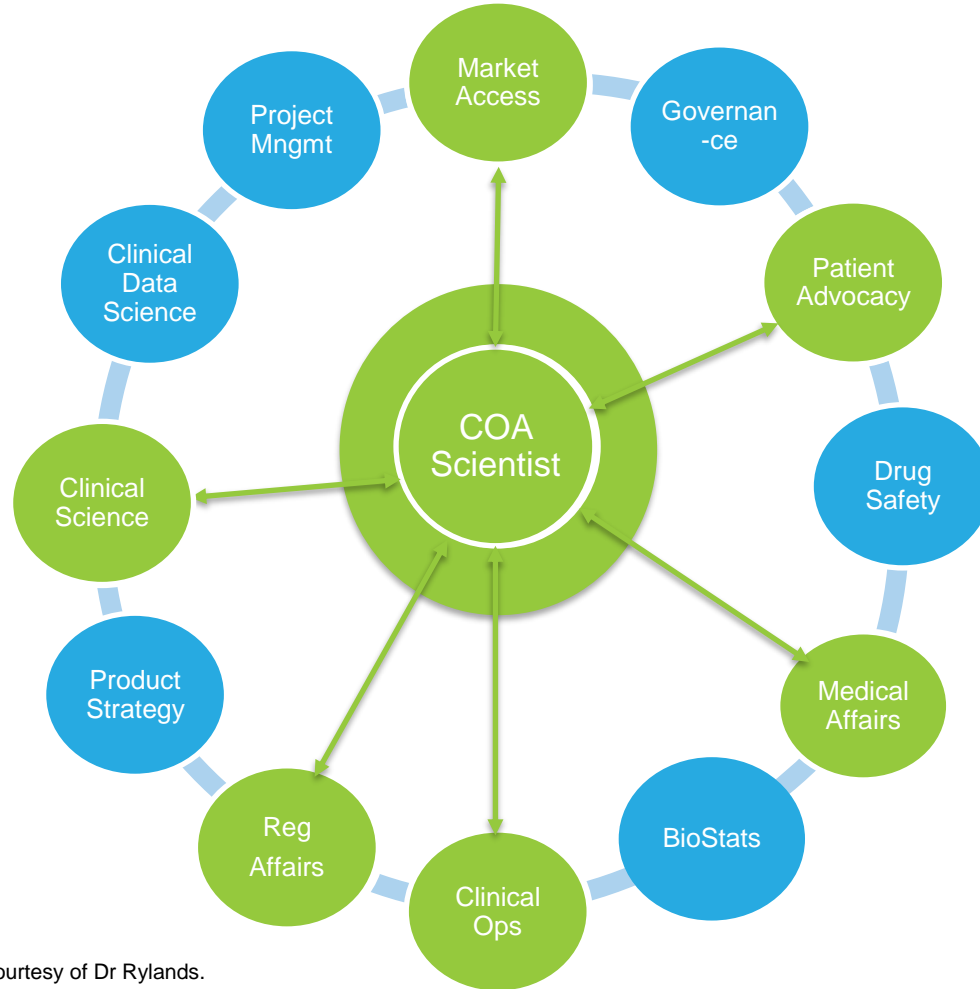 Market
Access
Governan
-ce
Patient
Advocacy
Drug
Safety
Medical
Affairs
BioStats
Clinical
Ops
Reg
Affairs
Product
Strategy
Clinical
Science
Clinical
Data
Science
Project
Mngmt
COA
Scientist
ourtesy of Dr Rylands.